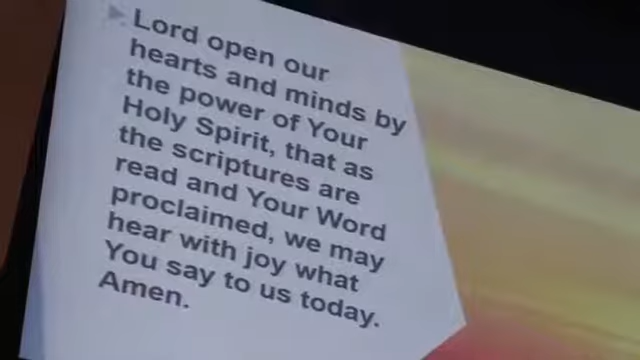 Lord open our
hearts and minds by
the power of Your
Holy Spirit, that as
the scriptures are
read and Your Word
proclaimed, we may
hear with joy what
You say to us today.
Amen.